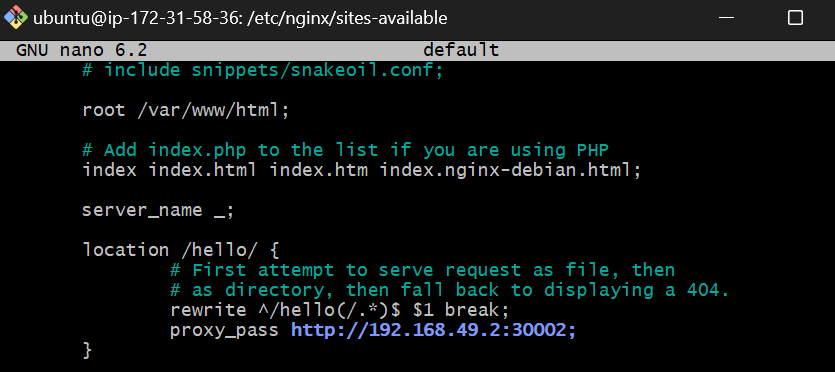 ubuntu@ip-172-31-58-36: /etc/nginx/sites-available
GNU nano 6.2 default
# include snippets/snakeoil.conf;
root /var/www/html;
# Add index.php to the list if you are using PHP
index index.html index.htm index.nginx-debian.html;
server_name _;
location /hello/ {
# First attempt to serve request as file, then
# as directory, then fall back to displaying a 404.
rewrite ^/hello(/.*)$ $1 break;
proxy_pass http://192.168.49.2:30002;
}